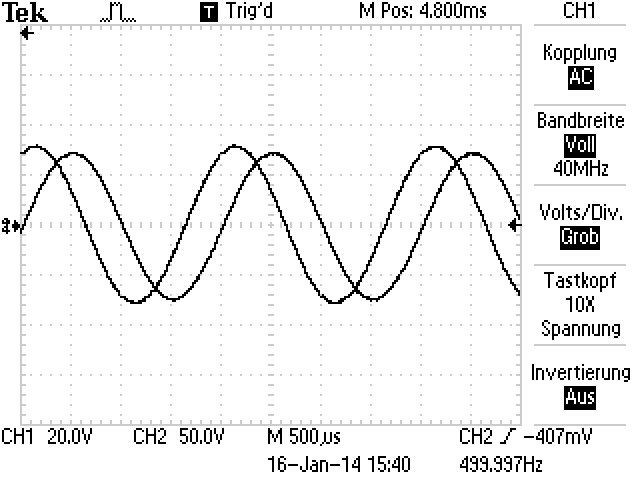 Tek T Trig'd M Pos: 4.800ms CH1
Kopplung
AC
Bandbreite
Voll
40MHz
Volts/Div.
Grob
Tastkopf
10X
Spannung
Invertierung
Aus
CH1 20.0V CH2 50.0V M 500µs CH2 -407mV
16-Jan-14 15:40 499.997Hz